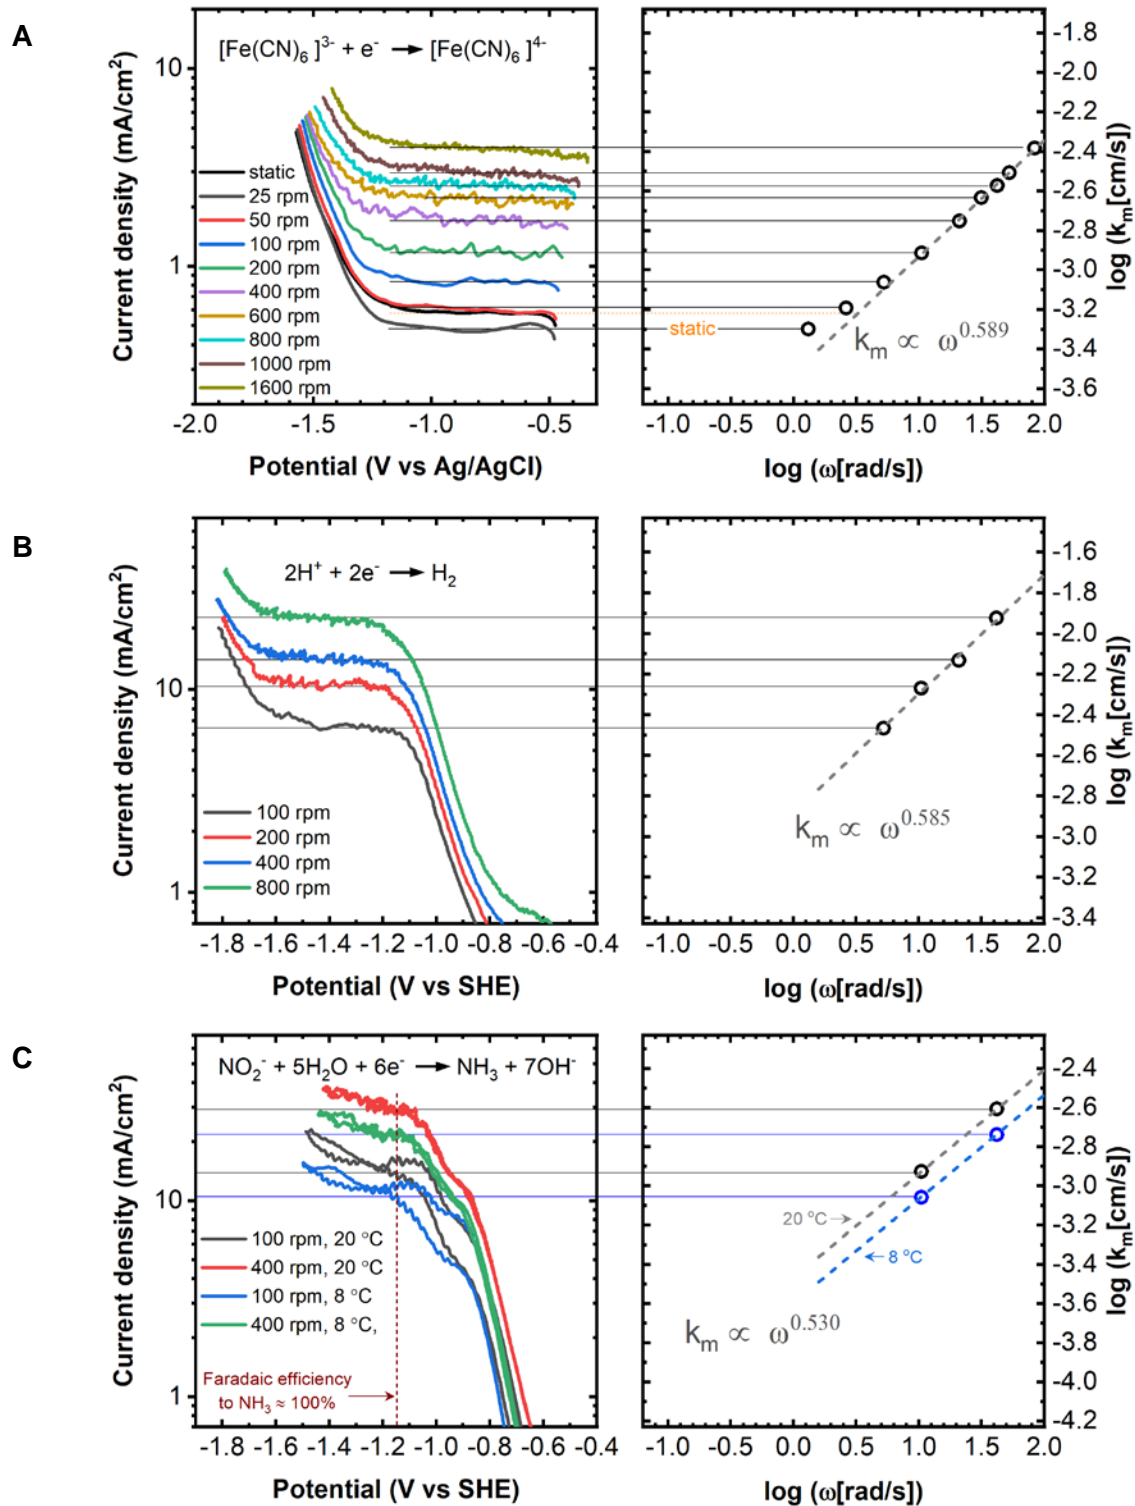 A
[Fe(CN)6]3- + e- → [Fe(CN)6]4-
Current density (mA/cm2)
10
1
static
25 rpm
50 rpm
100 rpm
200 rpm
400 rpm
600 rpm
800 rpm
1000 rpm
1600 rpm
-2.0 -1.5 -1.0 -0.5
Potential (V vs Ag/AgCl)
static
km ∝ ω0.589
-1.8
-2.0
-2.2
-2.4
-2.6
-2.8
-3.0
-3.2
-3.4
-3.6
log (km[cm/s])
-1.0 -0.5 0.0 0.5 1.0 1.5 2.0
log (ω[rad/s])
B
2H+ + 2e- → H2
Current density (mA/cm2)
10
1
100 rpm
200 rpm
400 rpm
800 rpm
-1.8 -1.6 -1.4 -1.2 -1.0 -0.8 -0.6 -0.4
Potential (V vs SHE)
km ∝ ω0.585
-1.6
-1.8
-2.0
-2.2
-2.4
-2.6
-2.8
-3.0
-3.2
-3.4
log (km[cm/s])
-1.0 -0.5 0.0 0.5 1.0 1.5 2.0
log (ω[rad/s])
C
NO2- + 5H2O + 6e- → NH3 + 7OH-
Current density (mA/cm2)
10
1
100 rpm, 20 °C
400 rpm, 20 °C
100 rpm, 8 °C
400 rpm, 8 °C,
Faradaic efficiency
to NH3 ≈ 100%
-1.8 -1.6 -1.4 -1.2 -1.0 -0.8 -0.6 -0.4
Potential (V vs SHE)
20 °C
8 °C
km ∝ ω0.530
-2.4
-2.6
-2.8
-3.0
-3.2
-3.4
-3.6
-3.8
-4.0
-4.2
log (km[cm/s])
-1.0 -0.5 0.0 0.5 1.0 1.5 2.0
log (ω[rad/s])